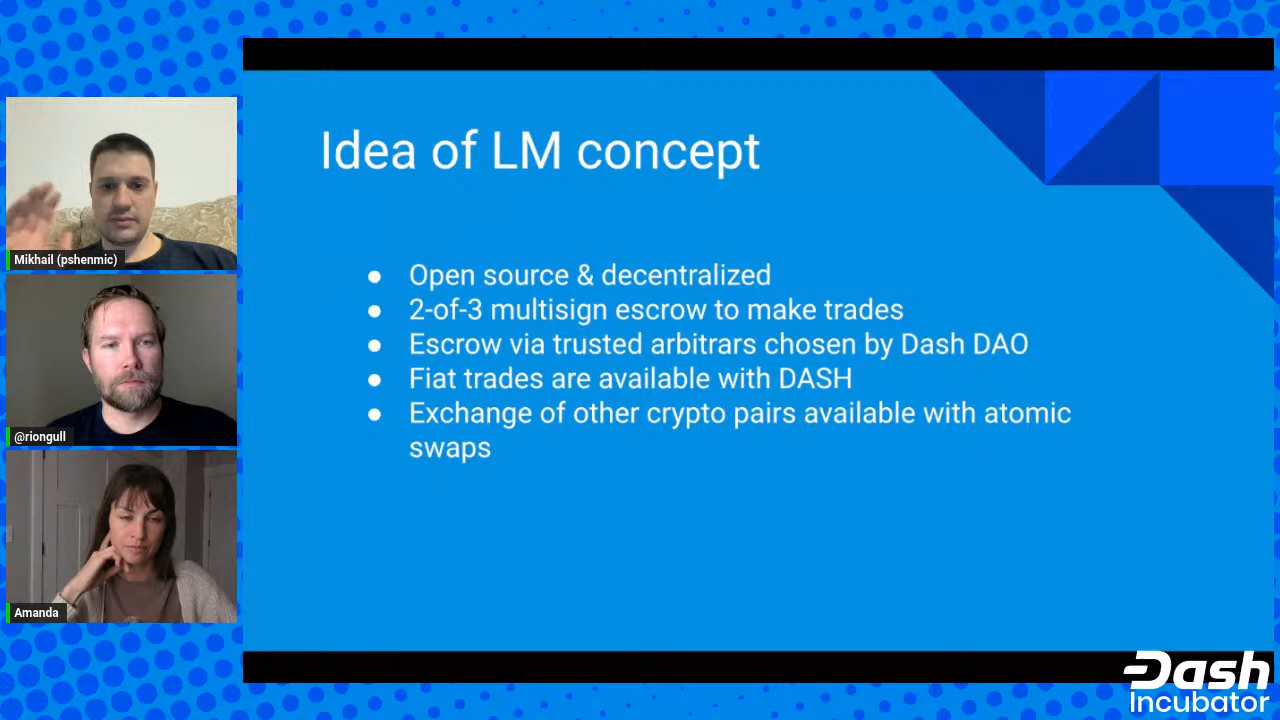 Idea of LM concept
● Open source & decentralized
● 2-of-3 multisign escrow to make trades
● Escrow via trusted arbitrars chosen by Dash DAO
● Fiat trades are available with DASH
● Exchange of other crypto pairs available with atomic
swaps
Mikhail (pshenmic)
@riongull
Amanda
Dash
Incubator